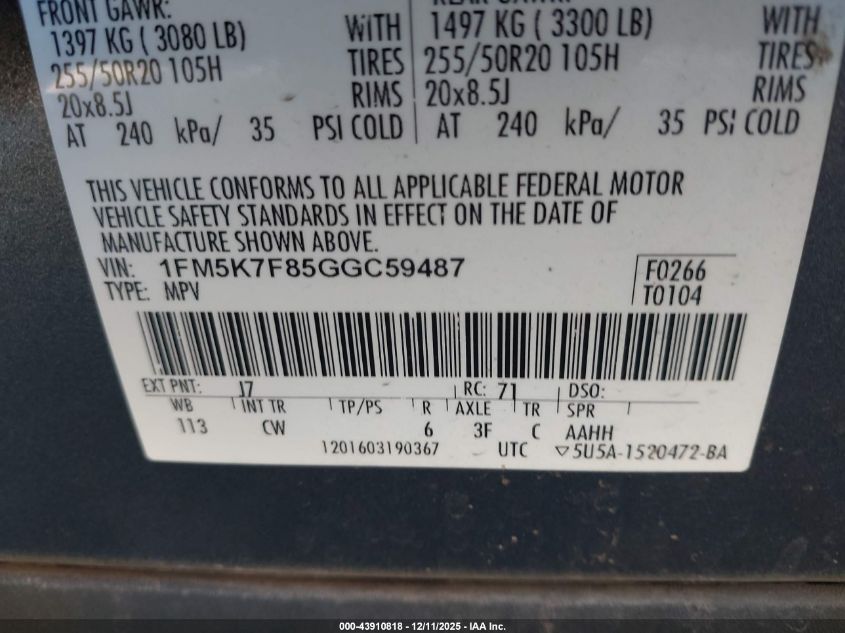 FRONT GAWR: REAR GAWR:
1397 KG ( 3080 LB) WITH 1497 KG ( 3300 LB) WITH
255/50R20 105H TIRES 255/50R20 105H TIRES
20x8.5J RIMS 20x8.5J RIMS
AT 240 kPa/ 35 PSI COLD AT 240 kPa/ 35 PSI COLD
THIS VEHICLE CONFORMS TO ALL APPLICABLE FEDERAL MOTOR
VEHICLE SAFETY STANDARDS IN EFFECT ON THE DATE OF
MANUFACTURE SHOWN ABOVE.
VIN: 1FM5K7F85GGC59487 F0266
TYPE: MPV T0104
EXT PNT: J7 RC: 71 DSO:
WB INT TR TP/PS R AXLE TR SPR
113 CW 6 3F C AAHH
1201603190367 UTC ▽5U5A-1520472-BA
000-43910818 - 12/11/2025 - IAA Inc.